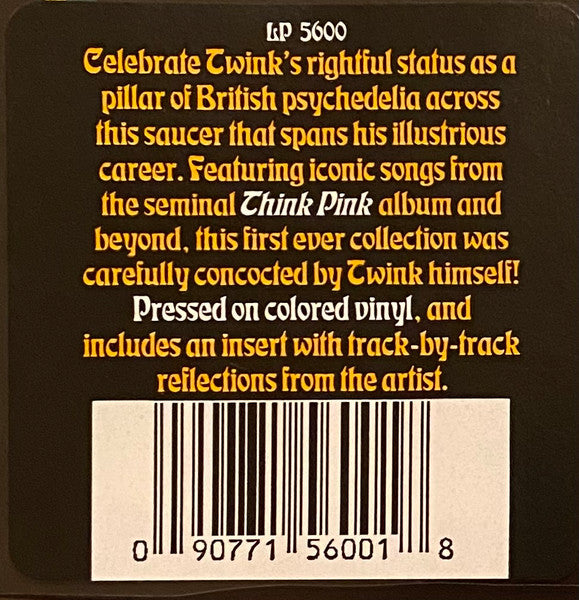 LP 5600
Celebrate Twink's rightful status as a
pillar of British psychedelia across
this saucer that spans his illustrious
career. Featuring iconic songs from
the seminal Think Pink album and
beyond, this first ever collection was
carefully concocted by Twink himself!
Pressed on colored vinyl, and
includes an insert with track-by-track
reflections from the artist.
0 90771 56001 8